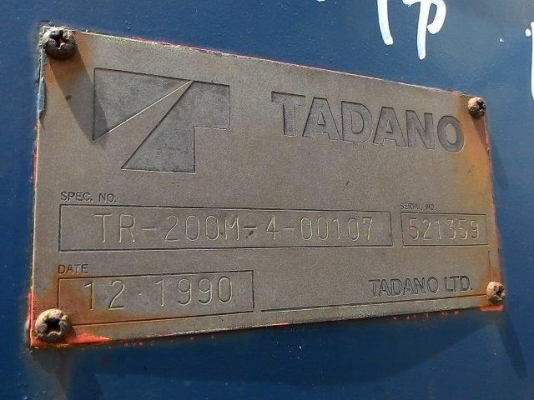 TADANO
SPEC. NO. SERIAL NO.
TR-200M-4-00107 521359
DATE
12 1990
TADANO LTD.